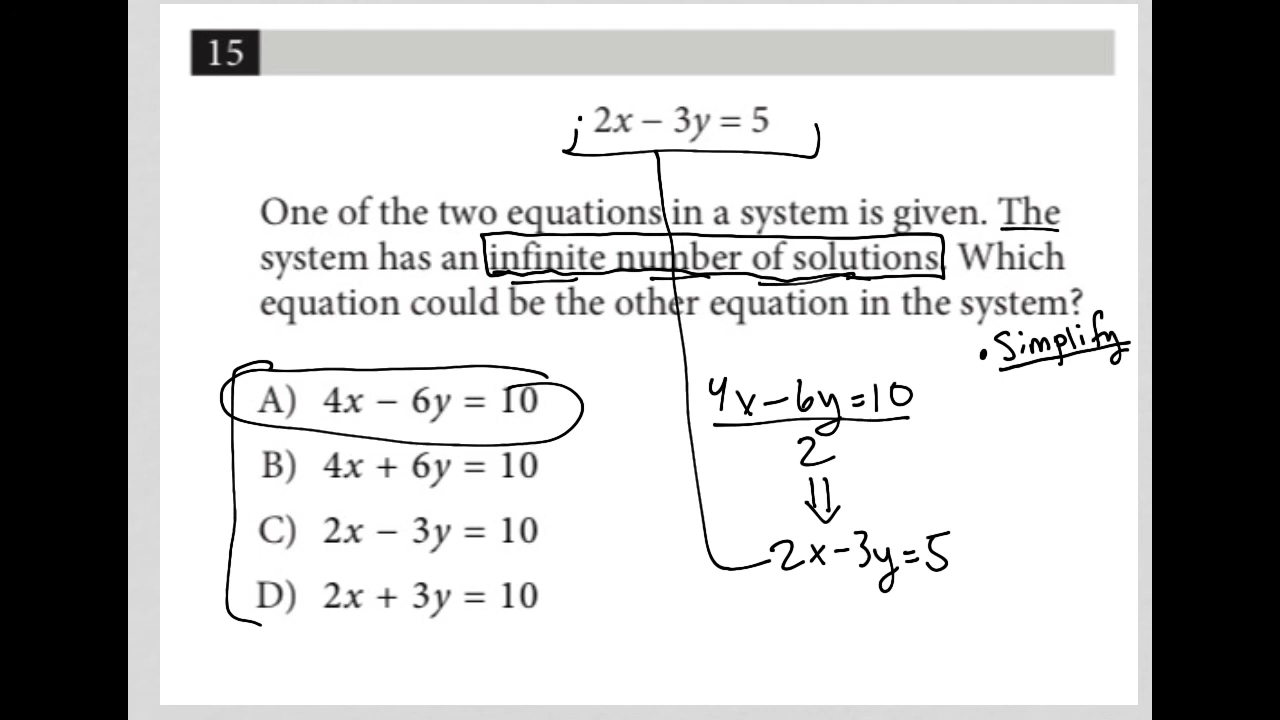 15
2x − 3y = 5
One of the two equations in a system is given. The
system has an infinite number of solutions. Which
equation could be the other equation in the system?
• Simplify
A) 4x − 6y = 10
B) 4x + 6y = 10
C) 2x − 3y = 10
D) 2x + 3y = 10
4x-6y=10
2
2x-3y=5